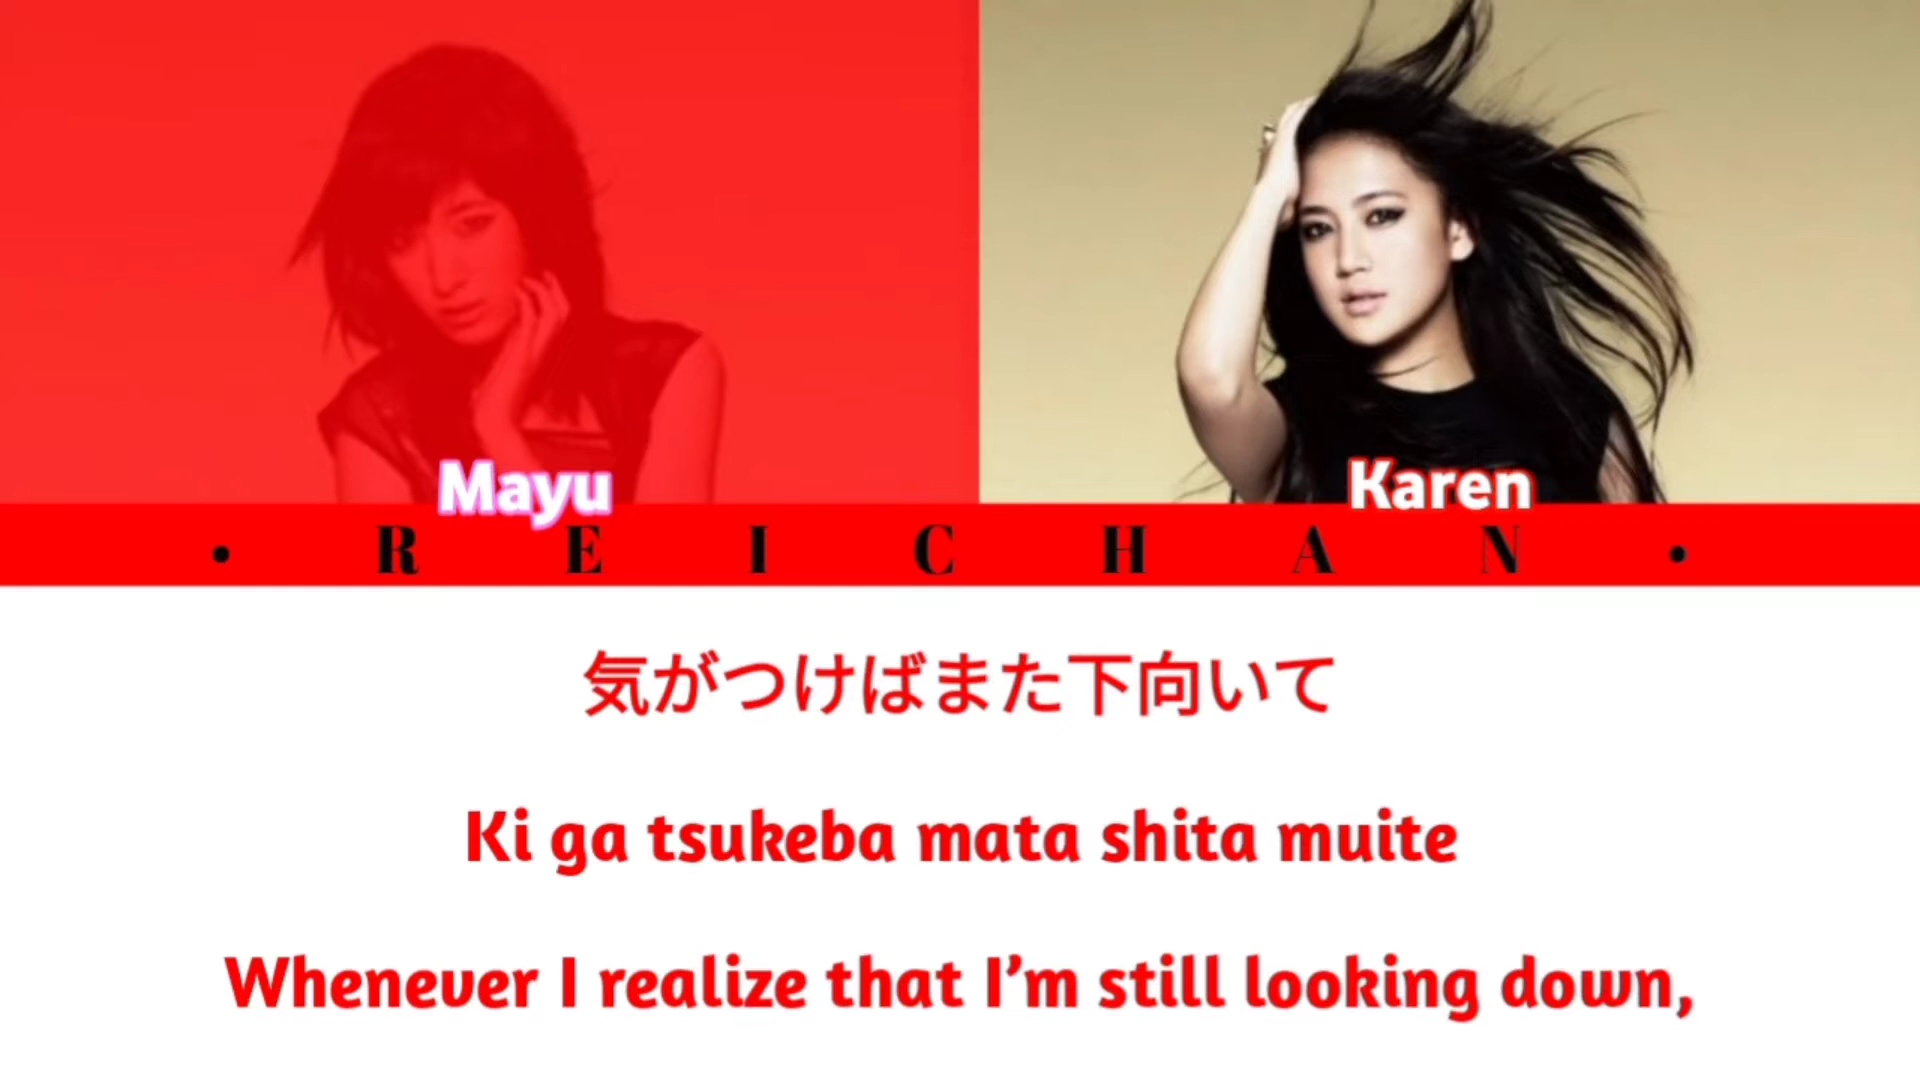 Mayu
Karen
• R E I C H A N •
気がつけばまた下向いて
Ki ga tsukeba mata shita muite
Whenever I realize that I’m still looking down,